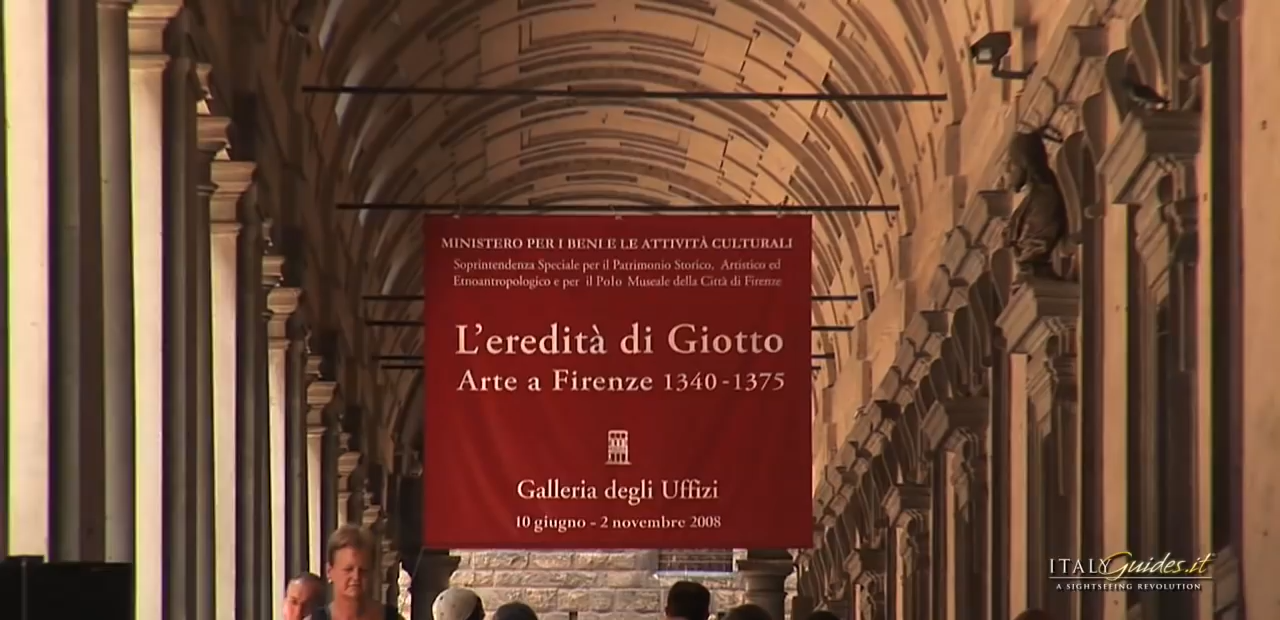 MINISTERO PER I BENI E LE ATTIVITÀ CULTURALI
Soprintendenza Speciale per il Patrimonio Storico, Artistico ed
Etnoantropologico e per il Polo Museale della Città di Firenze
L'eredità di Giotto
Arte a Firenze 1340-1375
Galleria degli Uffizi
10 giugno - 2 novembre 2008
ITALYGuides.it
A SIGHTSEEING REVOLUTION